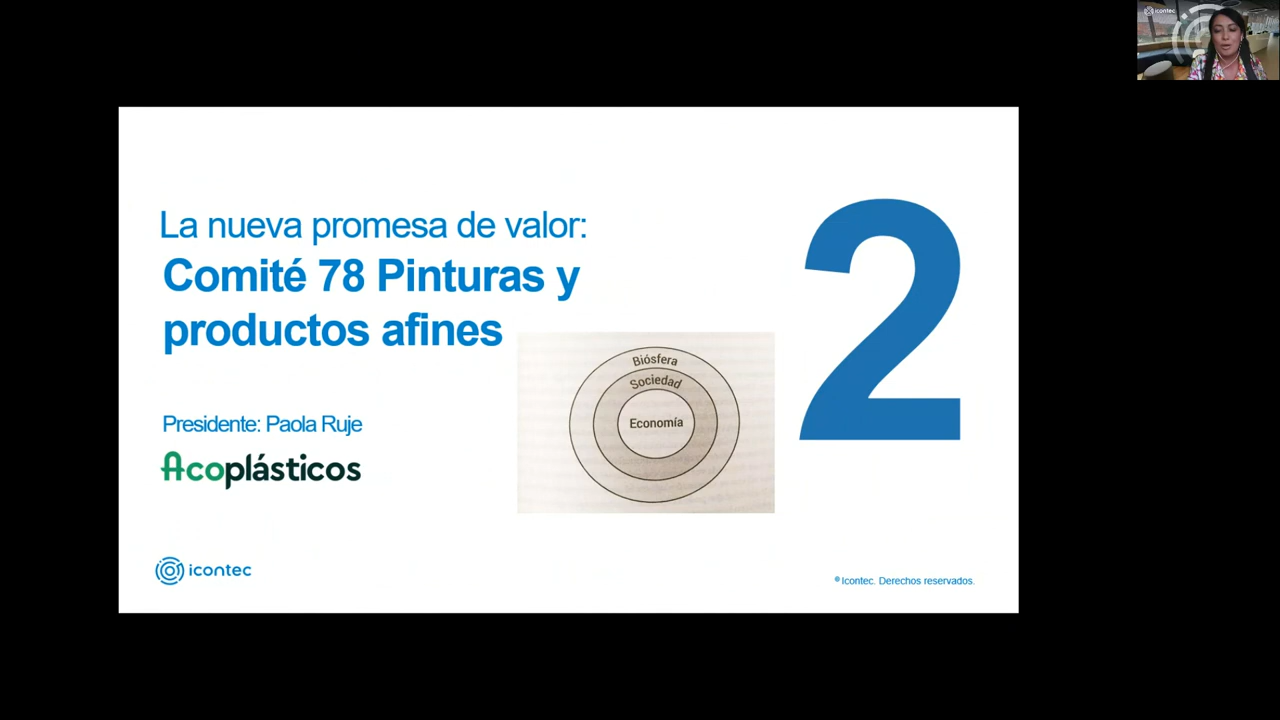 icontec
La nueva promesa de valor:
Comité 78 Pinturas y
productos afines
2
Biósfera
Sociedad
Economía
Presidente: Paola Ruje
Acoplásticos
icontec
© Icontec. Derechos reservados.